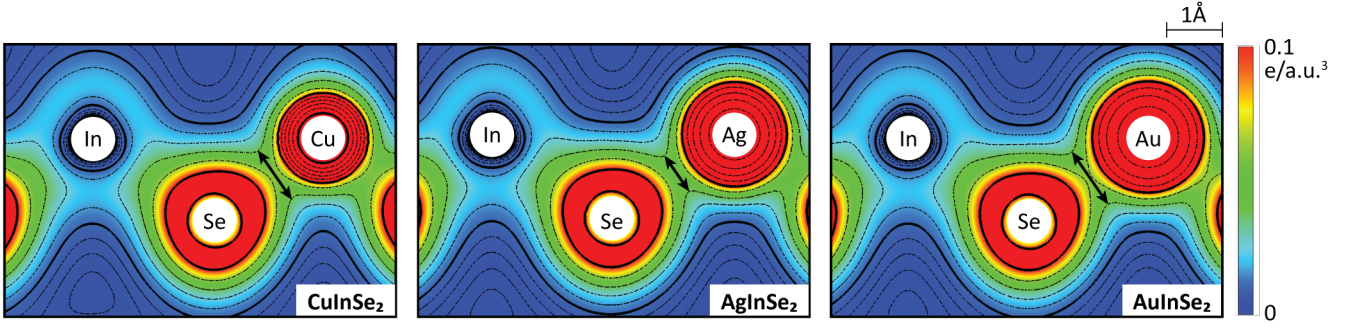 1Å
In
Cu
Se
CuInSe₂
In
Ag
Se
AgInSe₂
In
Au
Se
AuInSe₂
0.1
e/a.u.³
0